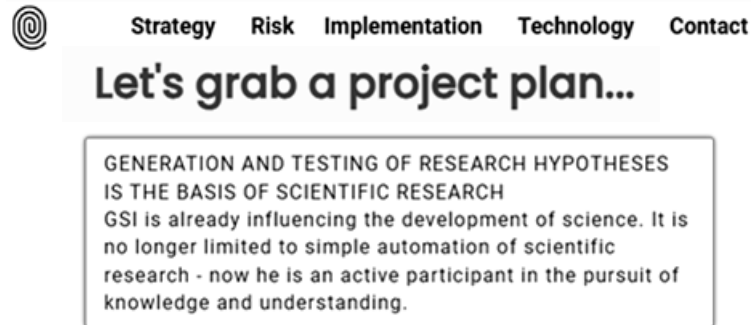 Strategy Risk Implementation Technology Contact
Let's grab a project plan...
GENERATION AND TESTING OF RESEARCH HYPOTHESES
IS THE BASIS OF SCIENTIFIC RESEARCH
GSI is already influencing the development of science. It is
no longer limited to simple automation of scientific
research - now he is an active participant in the pursuit of
knowledge and understanding.